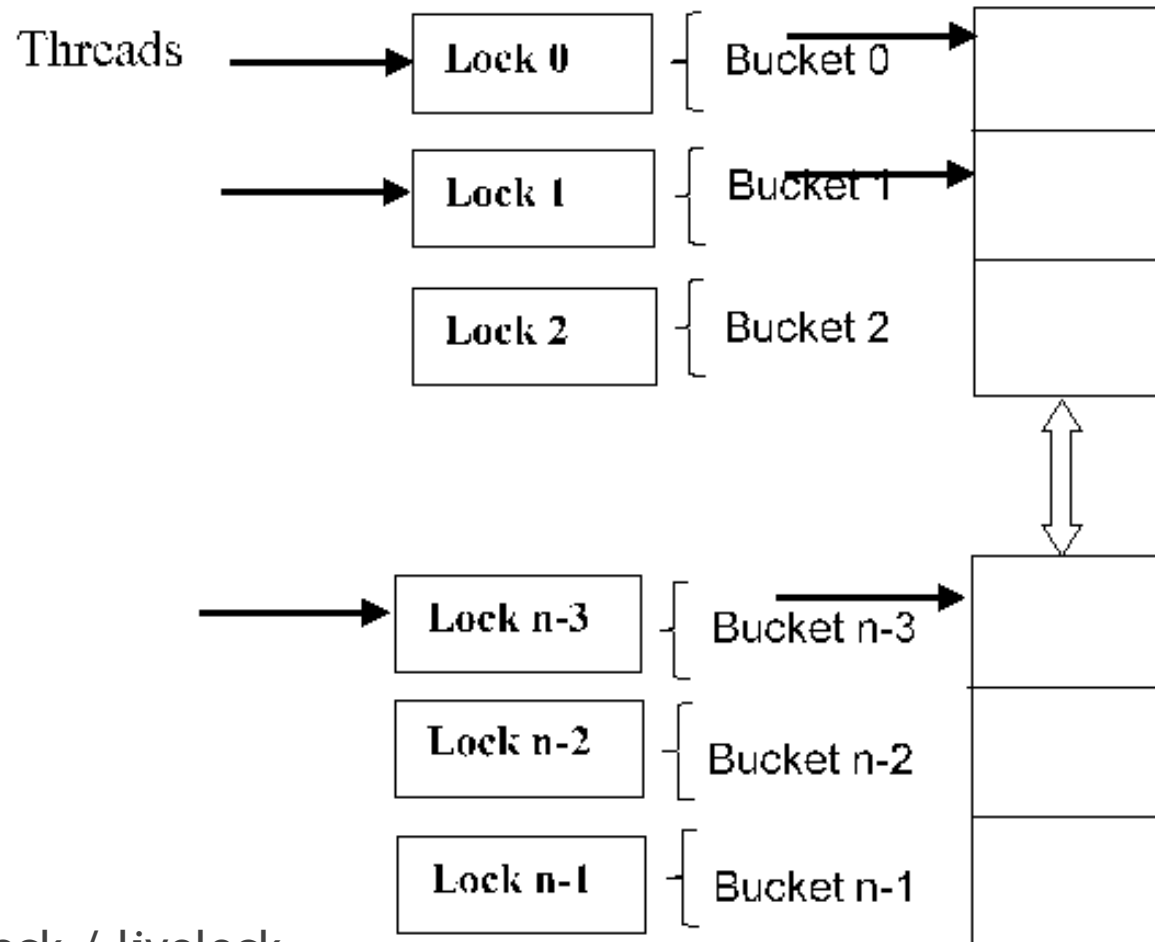 Threads
Lock 0
Bucket 0
Lock 1
Bucket 1
Lock 2
Bucket 2
Lock n-3
Bucket n-3
Lock n-2
Bucket n-2
Lock n-1
Bucket n-1
/ livelock